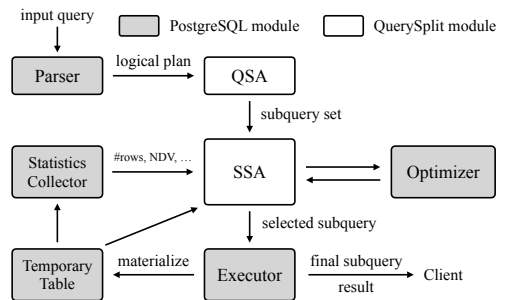 input query
PostgreSQL module
QuerySplit module
Parser
logical plan
QSA
subquery set
Statistics
Collector
#rows, NDV, ...
SSA
Optimizer
selected subquery
Temporary
Table
materialize
Executor
final subquery
result
Client